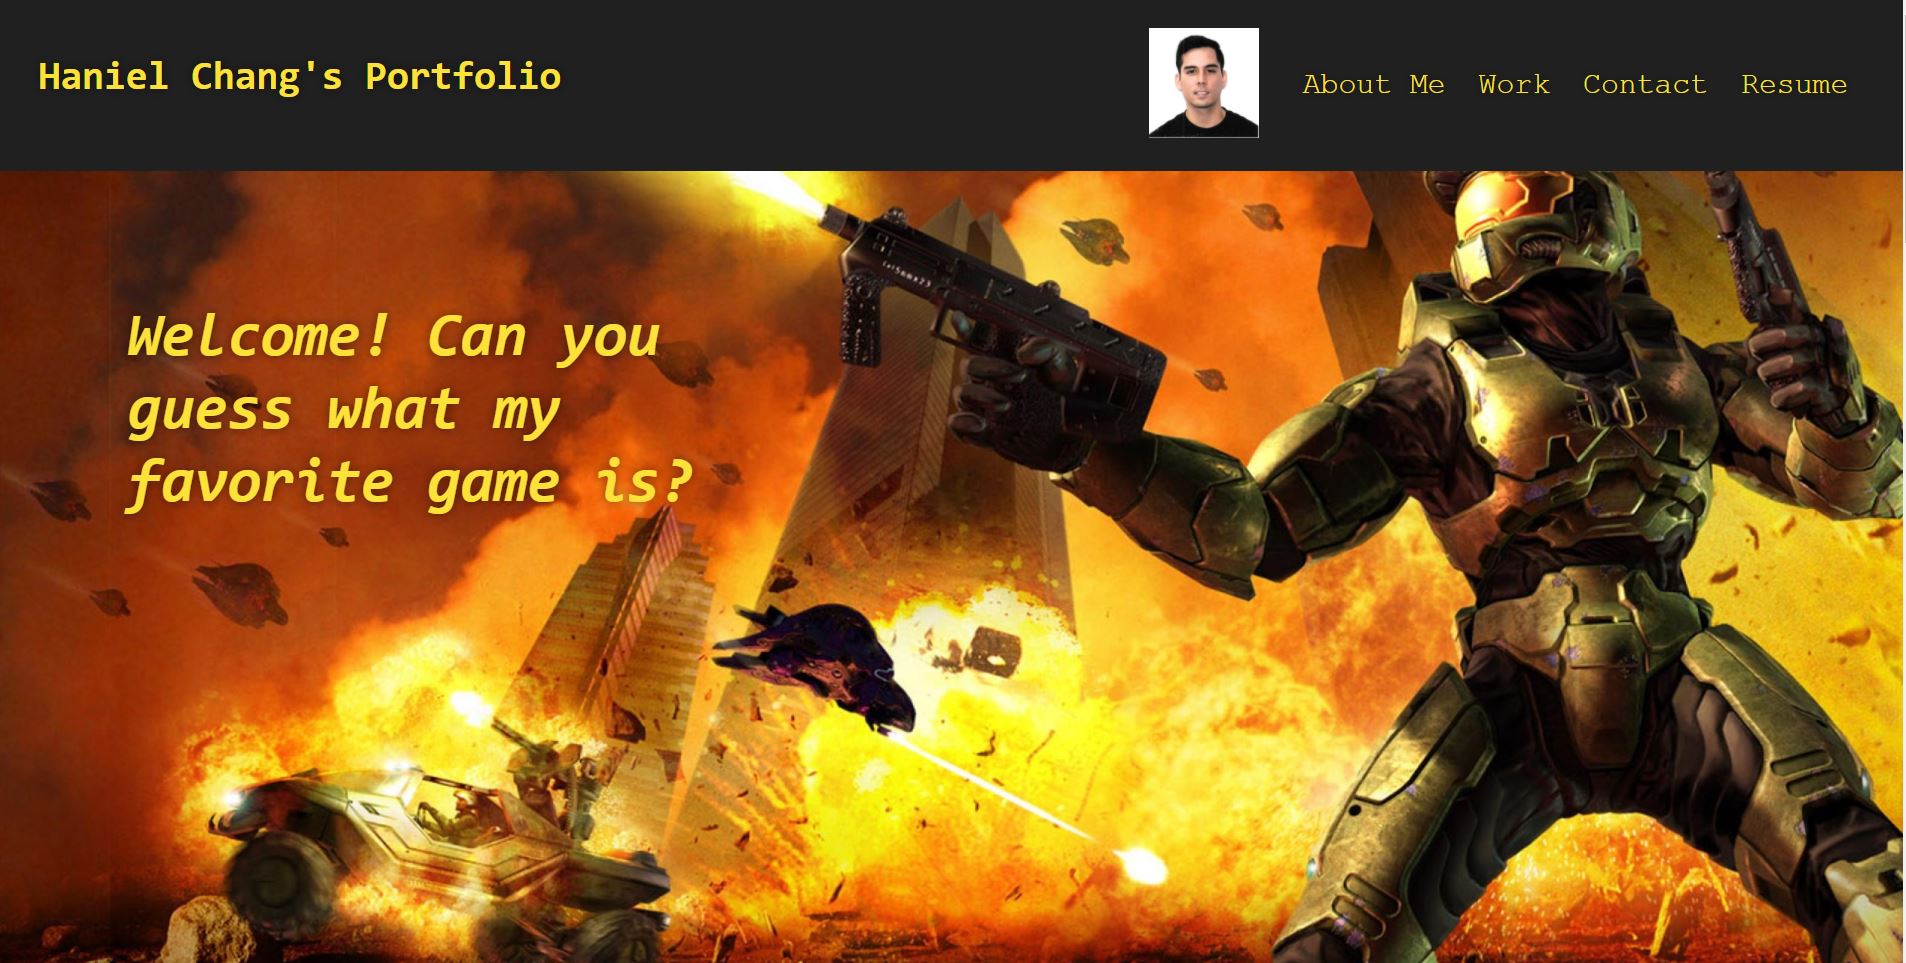 Haniel Chang's Portfolio
About Me Work Contact Resume
Welcome! Can you
guess what my
favorite game is?